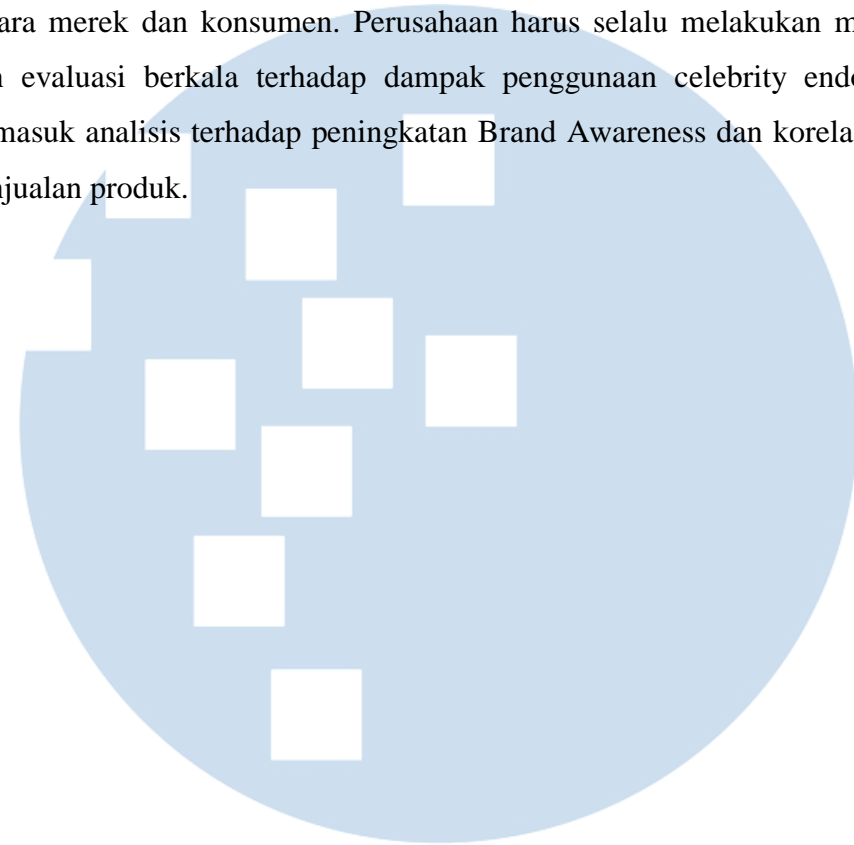 ara merek dan konsumen. Perusahaan harus selalu melakukan m
evaluasi berkala terhadap dampak penggunaan celebrity endo
masuk analisis terhadap peningkatan Brand Awareness dan korela
njualan produk.